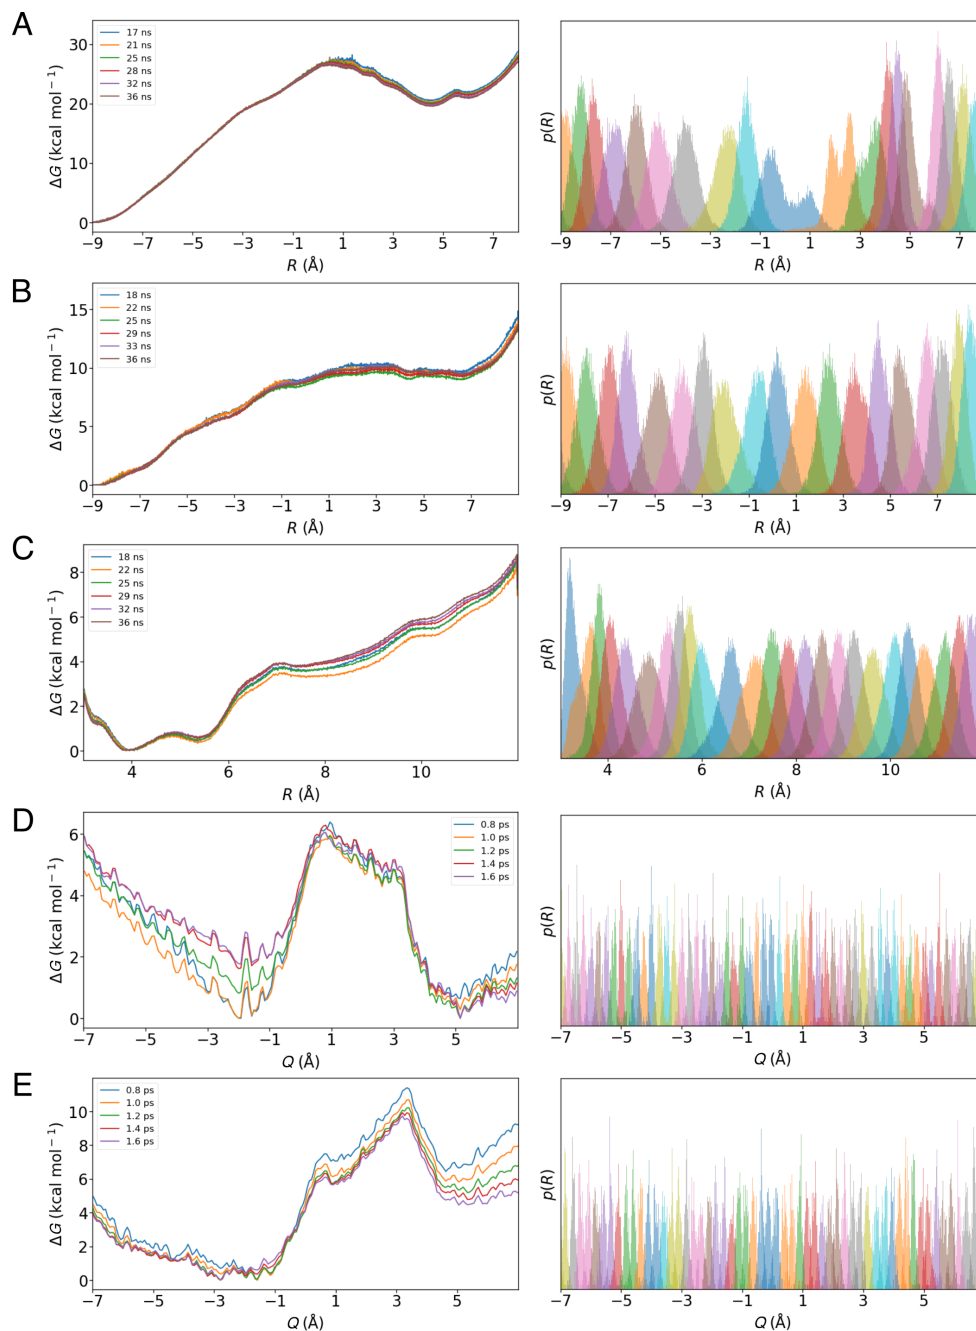 A
ΔG (kcal mol⁻¹)
30
20
10
0
17 ns
21 ns
25 ns
28 ns
32 ns
36 ns
−9 −7 −5 −3 −1 1 3 5 7
R (Å)
p(R)
−9 −7 −5 −3 −1 1 3 5 7
R (Å)
B
ΔG (kcal mol⁻¹)
15
10
5
0
18 ns
22 ns
25 ns
29 ns
33 ns
36 ns
−9 −7 −5 −3 −1 1 3 5 7
R (Å)
p(R)
−9 −7 −5 −3 −1 1 3 5 7
R (Å)
C
ΔG (kcal mol⁻¹)
8
6
4
2
0
18 ns
22 ns
25 ns
29 ns
32 ns
36 ns
4 6 8 10
R (Å)
p(R)
4 6 8 10
R (Å)
D
ΔG (kcal mol⁻¹)
6
4
2
0
0.8 ps
1.0 ps
1.2 ps
1.4 ps
1.6 ps
−7 −5 −3 −1 1 3 5
Q (Å)
p(R)
−7 −5 −3 −1 1 3 5
Q (Å)
E
ΔG (kcal mol⁻¹)
10
8
6
4
2
0
0.8 ps
1.0 ps
1.2 ps
1.4 ps
1.6 ps
−7 −5 −3 −1 1 3 5
Q (Å)
p(R)
−7 −5 −3 −1 1 3 5
Q (Å)